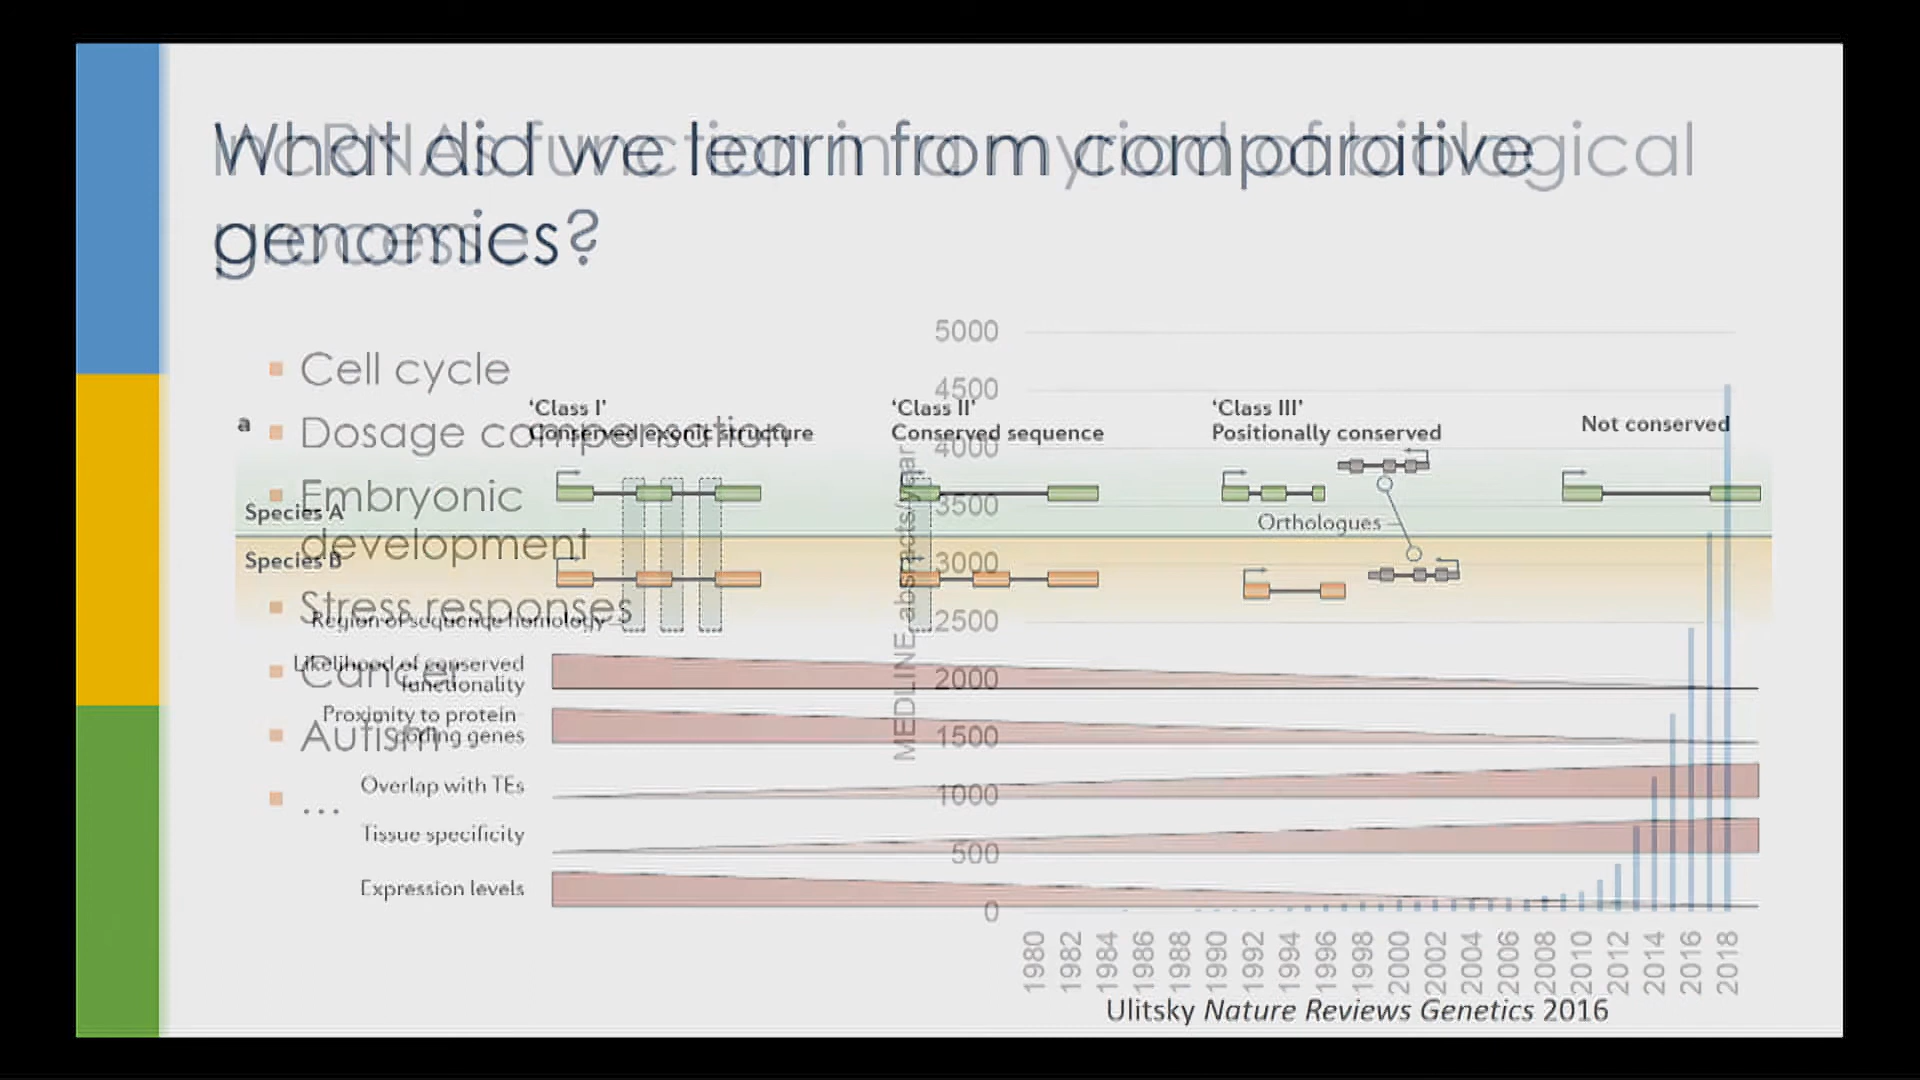 What did we learn from comparative
genomics?
lncRNAs function in a myriad of biological
process
Cell cycle
Dosage compensation
Embryonic
development
Stress responses
Cancer
Autism
...
a
'Class I'
Conserved exonic structure
'Class II'
Conserved sequence
'Class III'
Positionally conserved
Not conserved
Species A
Orthologues
Species B
Region of sequence homology
Likelihood of conserved
functionality
Proximity to protein-
coding genes
Overlap with TEs
Tissue specificity
Expression levels
MEDLINE abstracts/year
5000
4500
4000
3500
3000
2500
2000
1500
1000
500
0
1980
1982
1984
1986
1988
1990
1992
1994
1996
1998
2000
2002
2004
2006
2008
2010
2012
2014
2016
2018
Ulitsky Nature Reviews Genetics 2016